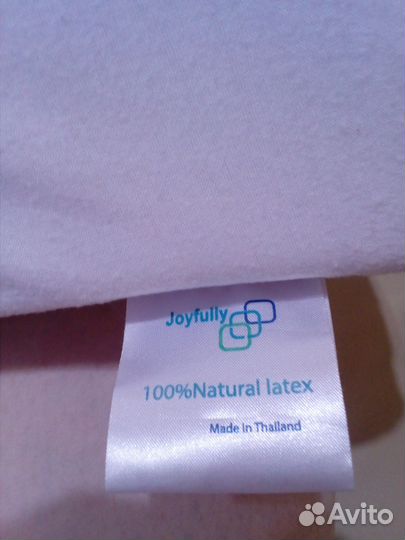 Joyfully
100%Natural latex
Made in Thailand
Avito